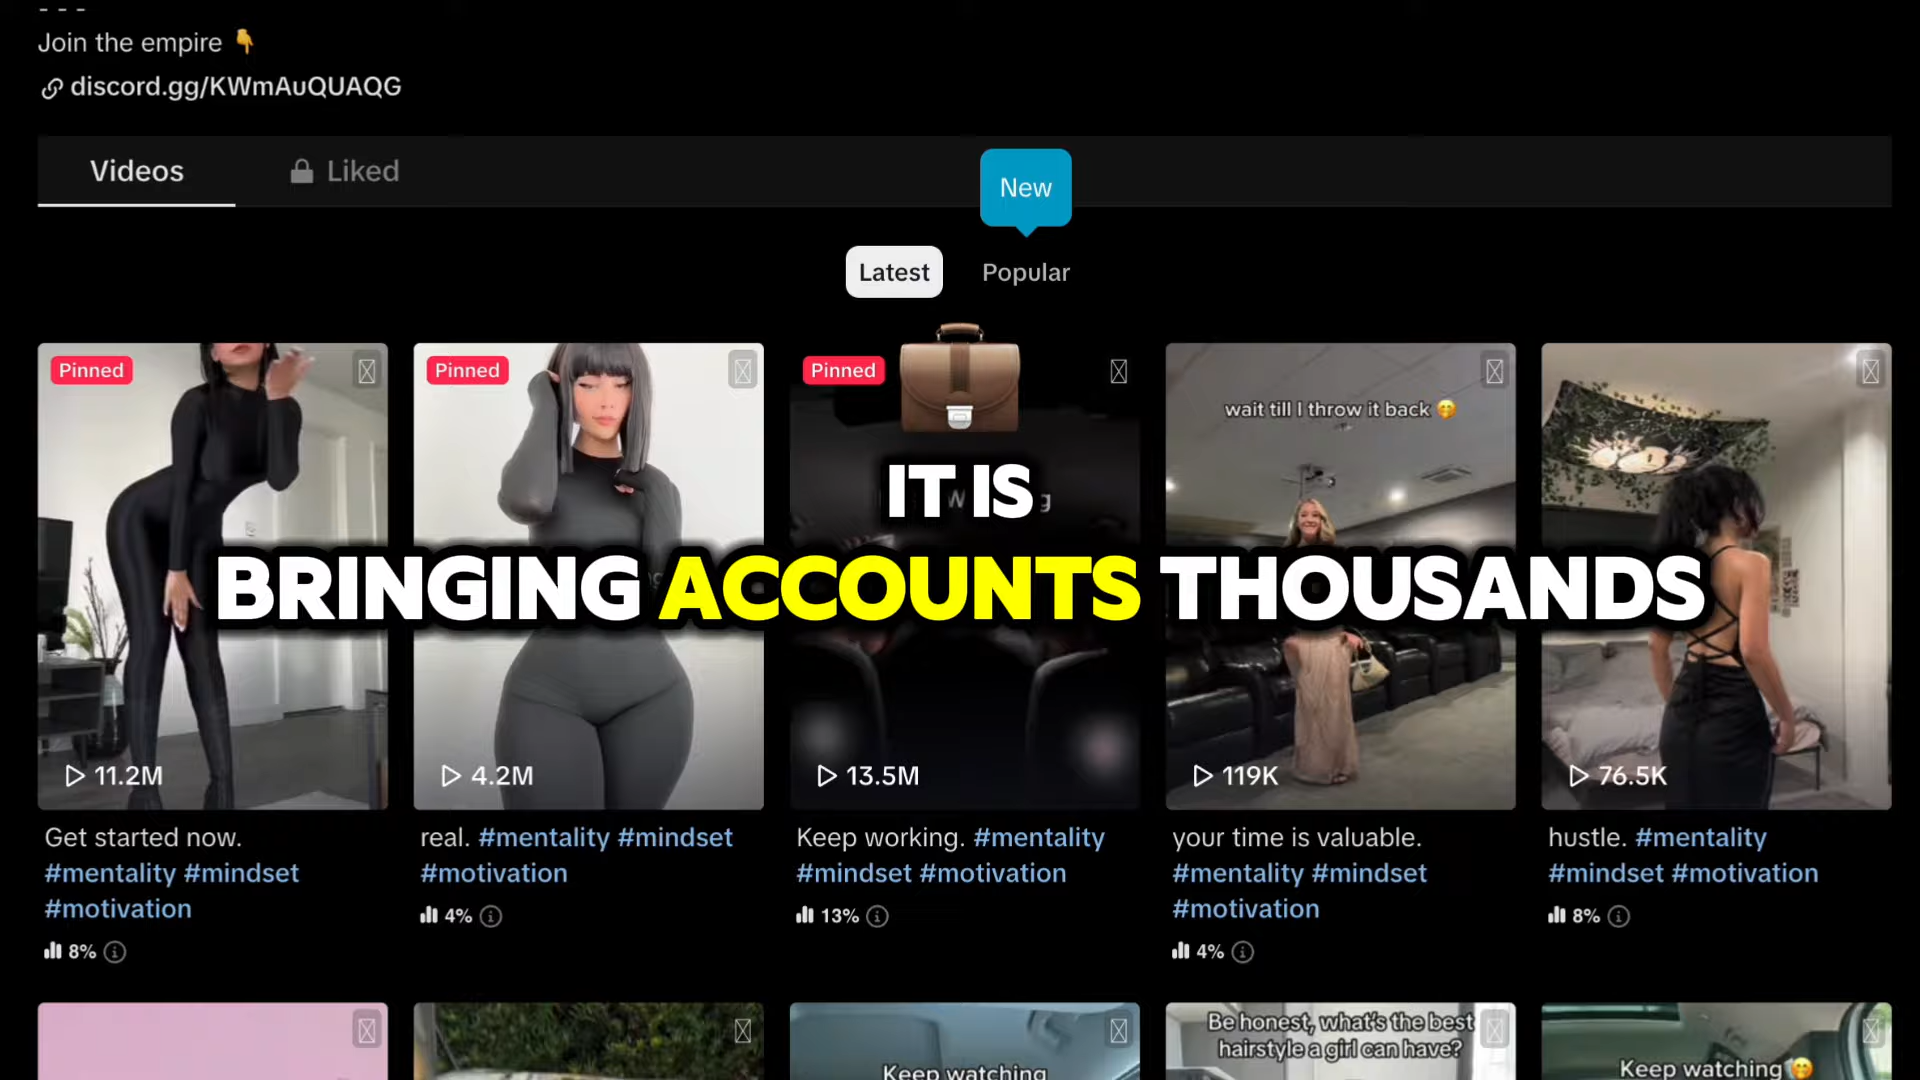 Join the empire 👇
discord.gg/KWmAuQUAQG
Videos
Liked
New
Latest
Popular
Pinned
Pinned
Pinned
wait till I throw it back 🤭
IT IS
BRINGING ACCOUNTS THOUSANDS
11.2M
4.2M
13.5M
119K
76.5K
Get started now.
#mentality #mindset
#motivation
8%
real. #mentality #mindset
#motivation
4%
Keep working. #mentality
#mindset #motivation
13%
your time is valuable.
#mentality #mindset
#motivation
4%
hustle. #mentality
#mindset #motivation
8%
Keep watching
Be honest, what's the best
hairstyle a girl can have?
Keep watching 🤭